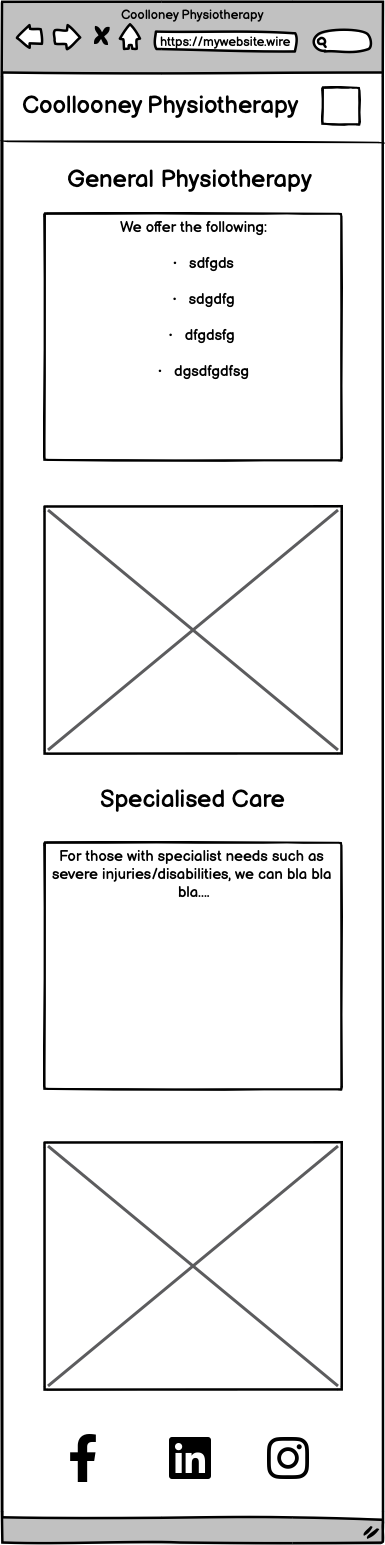 Coolloney Physiotherapy
https://mywebsite.wire
Coollooney Physiotherapy
General Physiotherapy
We offer the following:
· sdfgds
· sdgdfg
· dfgdsfg
· dgsdfgdfsg
Specialised Care
For those with specialist needs such as
severe injuries/disabilities, we can bla bla
bla....
in